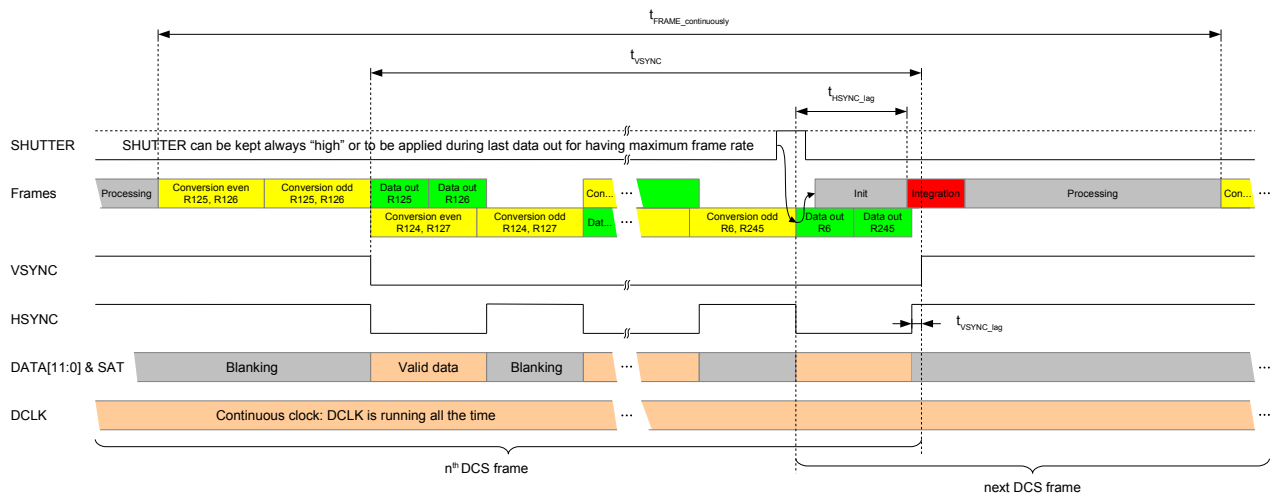 t_FRAME_continuously
t_VSYNC
t_HSYNC_lag
SHUTTER
SHUTTER can be kept always “high” or to be applied during last data out for having maximum frame rate
Frames
Processing
Conversion even
R125, R126
Conversion odd
R125, R126
Data out
R125
Data out
R126
Con...
...
Init
Integration
Processing
Con...
...
Conversion even
R124, R127
Conversion odd
R124, R127
Dat...
Conversion odd
R6, R245
Data out
R6
Data out
R245
VSYNC
HSYNC
t_VSYNC_lag
DATA[11:0] & SAT
Blanking
Valid data
Blanking
...
...
DCLK
Continuous clock: DCLK is running all the time
...
...
nth DCS frame
next DCS frame